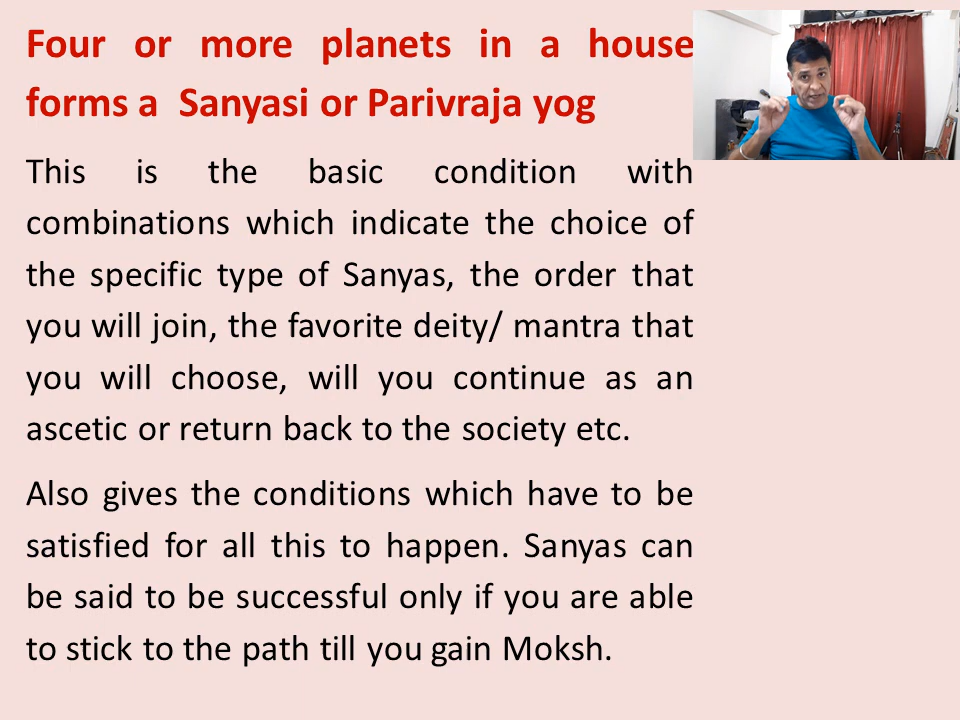 Four or more planets in a house
forms a Sanyasi or Parivraja yog
This is the basic condition with
combinations which indicate the choice of
the specific type of Sanyas, the order that
you will join, the favorite deity/ mantra that
you will choose, will you continue as an
ascetic or return back to the society etc.
Also gives the conditions which have to be
satisfied for all this to happen. Sanyas can
be said to be successful only if you are able
to stick to the path till you gain Moksh.